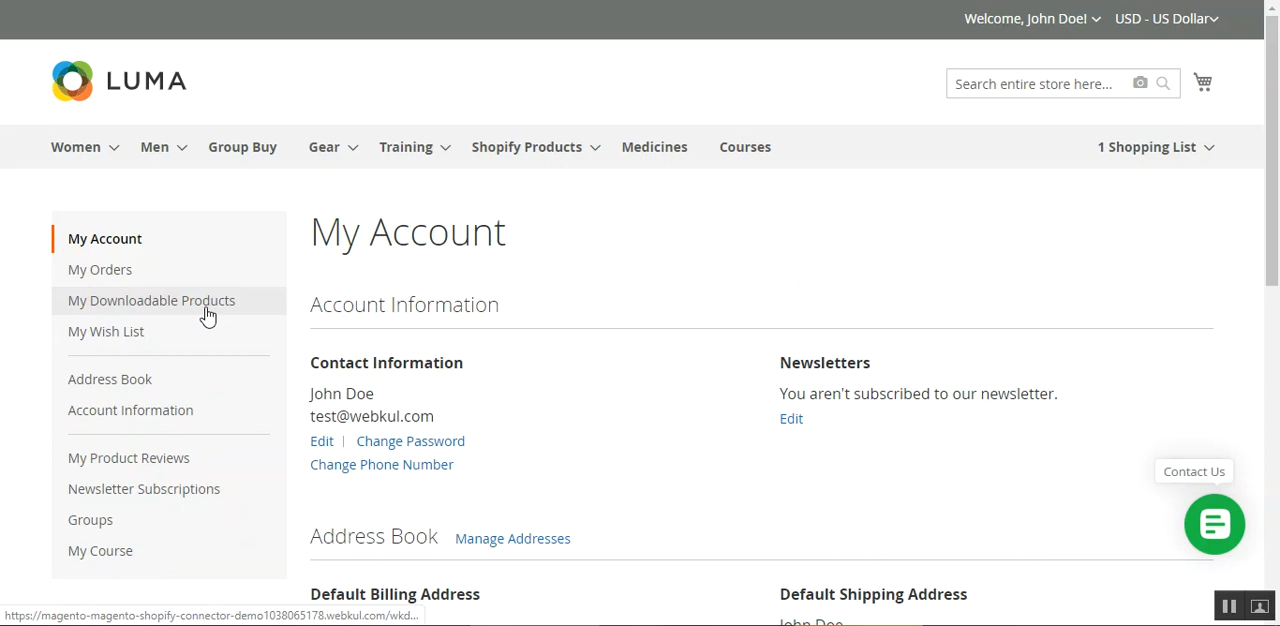 Welcome, John Doe! USD - US Dollar
LUMA
Search entire store here...
Women Men Group Buy Gear Training Shopify Products Medicines Courses 1 Shopping List
My Account
My Orders
My Downloadable Products
My Wish List
Address Book
Account Information
My Product Reviews
Newsletter Subscriptions
Groups
My Course
My Account
Account Information
Contact Information
John Doe
test@webkul.com
Edit | Change Password
Change Phone Number
Newsletters
You aren't subscribed to our newsletter.
Edit
Address Book Manage Addresses
Default Billing Address
Default Shipping Address
John Doe
Contact Us
https://magento-magento-shopify-connector-demo1038065178.webkul.com/wkd...